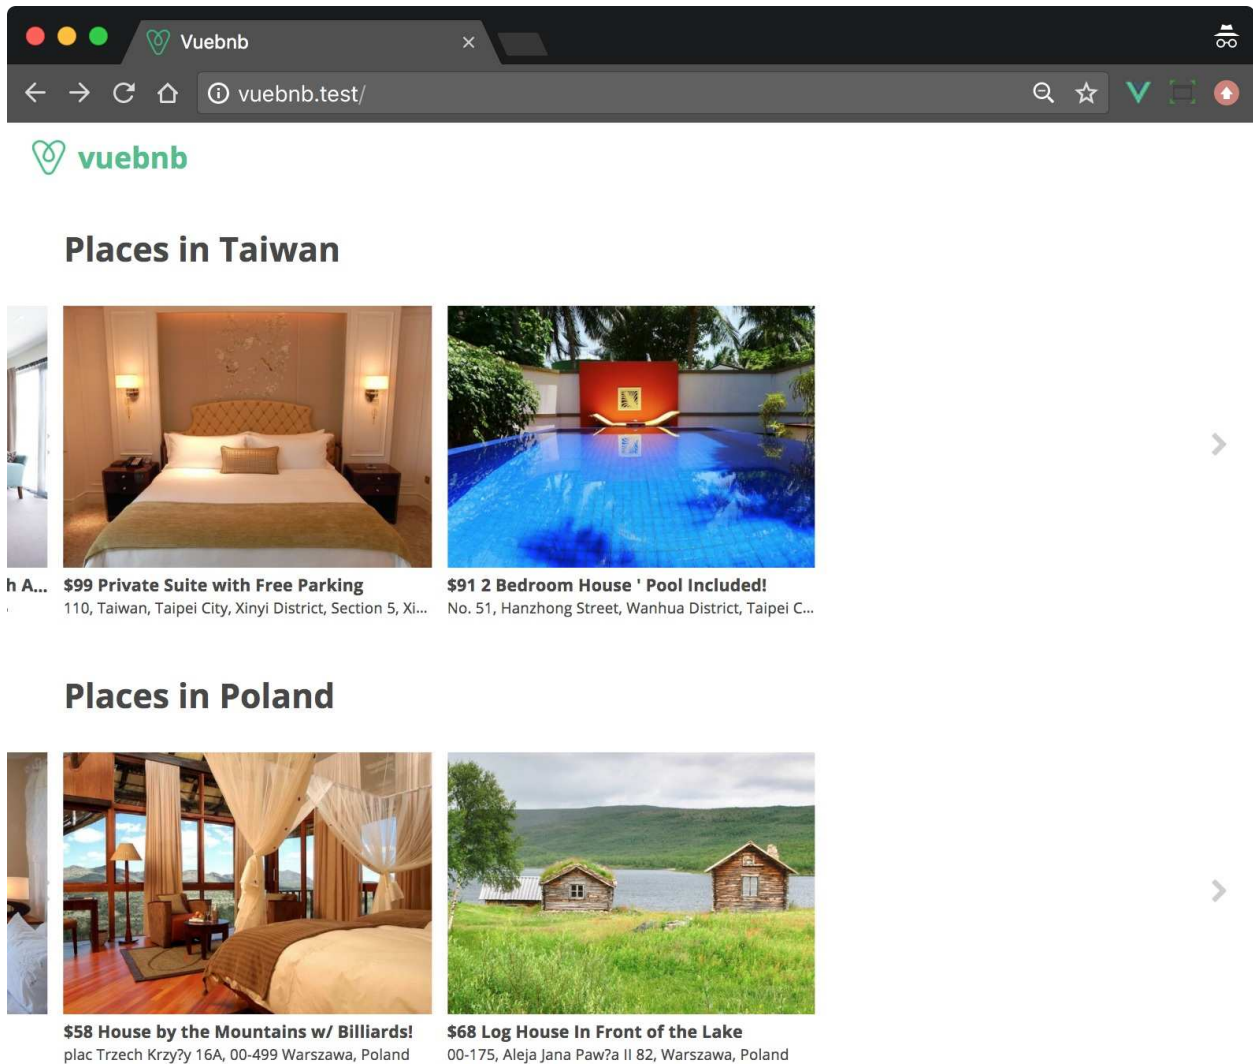 Vuebnb
vuebnb.test/
vuebnb
Places in Taiwan
h A...
$99 Private Suite with Free Parking
110, Taiwan, Taipei City, Xinyi District, Section 5, Xi...
$91 2 Bedroom House ' Pool Included!
No. 51, Hanzhong Street, Wanhua District, Taipei C...
Places in Poland
$58 House by the Mountains w/ Billiards!
plac Trzech Krzy?y 16A, 00-499 Warszawa, Poland
$68 Log House In Front of the Lake
00-175, Aleja Jana Paw?a II 82, Warszawa, Poland